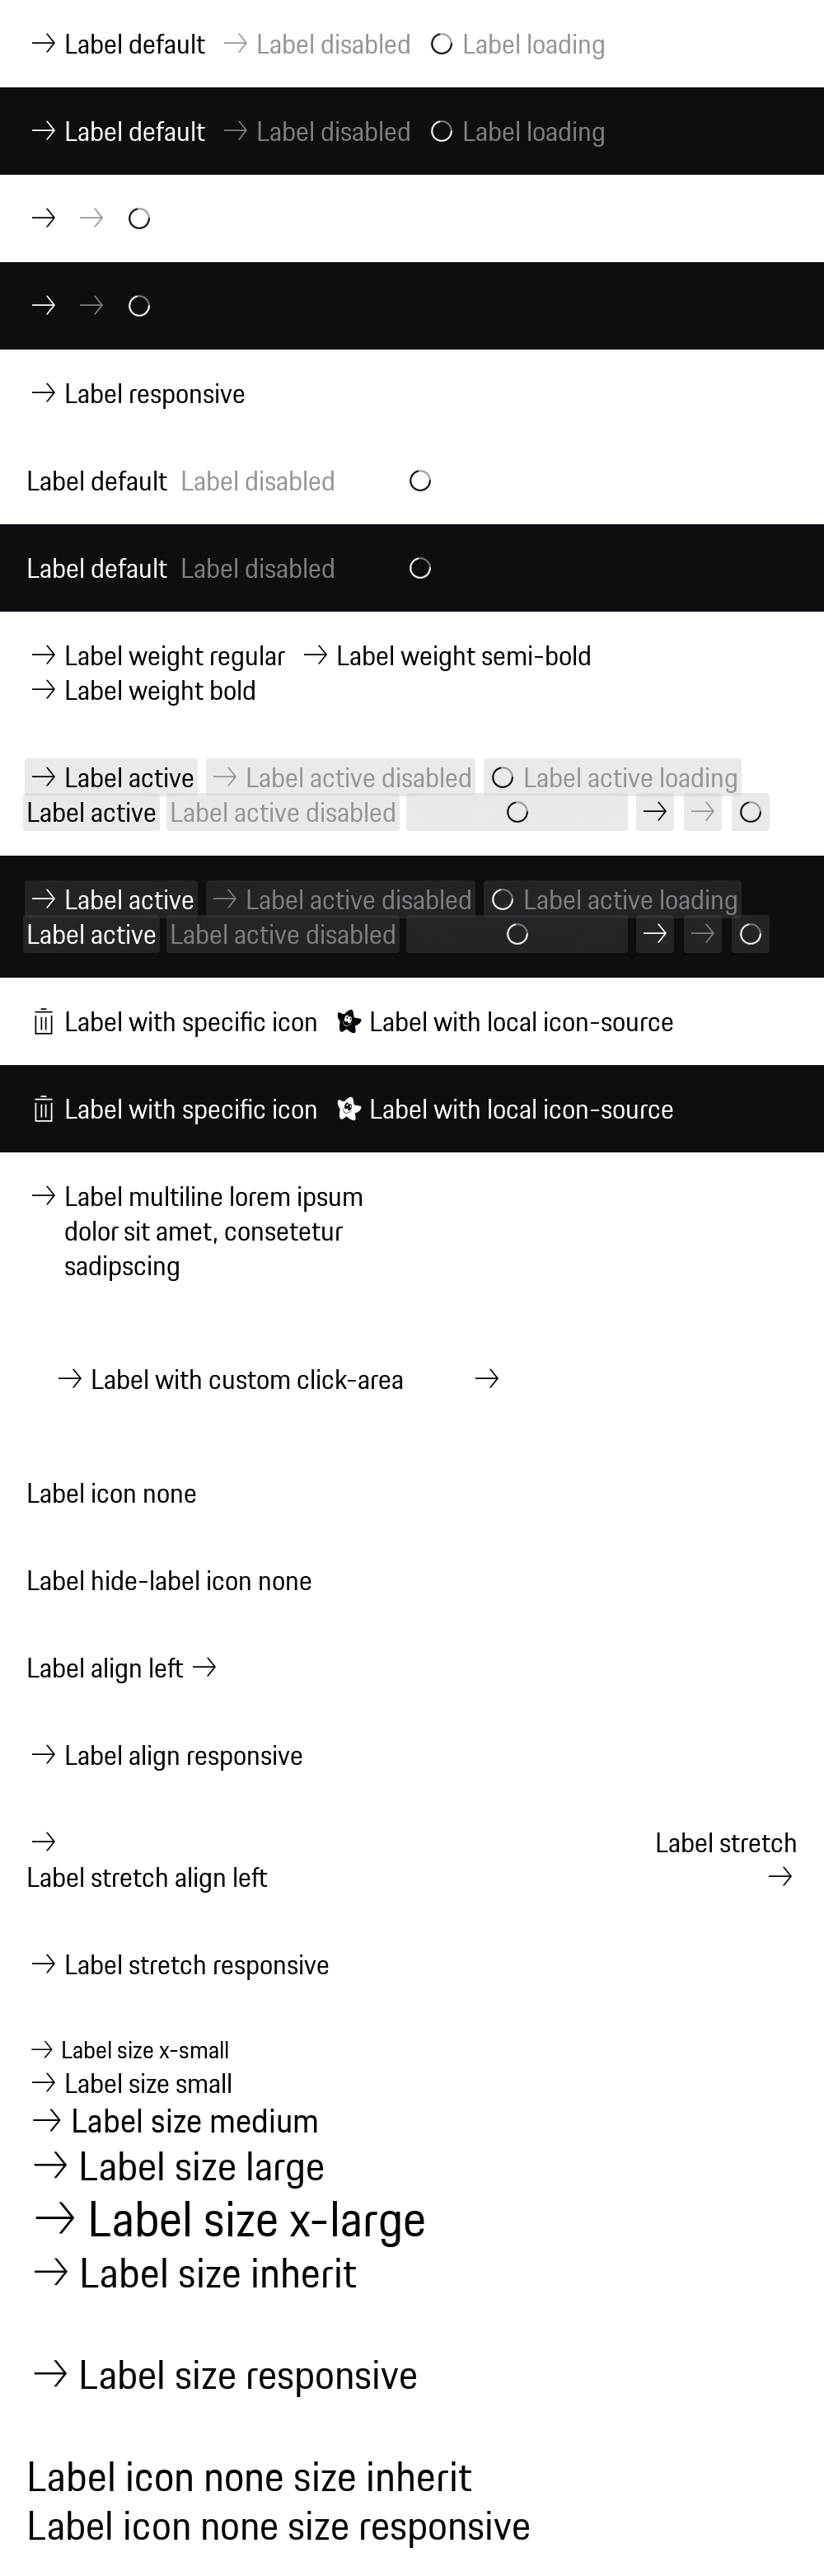 Label default Label disabled Label loading
Label default Label disabled Label loading
Label responsive
Label default Label disabled
Label default Label disabled
Label weight regular Label weight semi-bold
Label weight bold
Label active Label active disabled Label active loading
Label active Label active disabled
Label active Label active disabled Label active loading
Label active Label active disabled
Label with specific icon Label with local icon-source
Label with specific icon Label with local icon-source
Label multiline lorem ipsum
dolor sit amet, consetetur
sadipscing
Label with custom click-area
Label icon none
Label hide-label icon none
Label align left
Label align responsive
Label stretch
Label stretch align left
Label stretch responsive
Label size x-small
Label size small
Label size medium
Label size large
Label size x-large
Label size inherit
Label size responsive
Label icon none size inherit
Label icon none size responsive